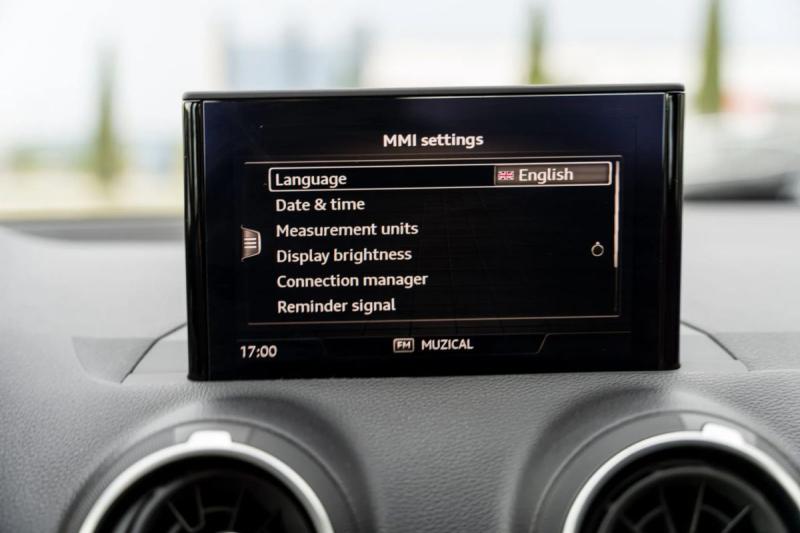 MMI settings
Language English
Date & time
Measurement units
Display brightness
Connection manager
Reminder signal
17:00 FM MUZICAL